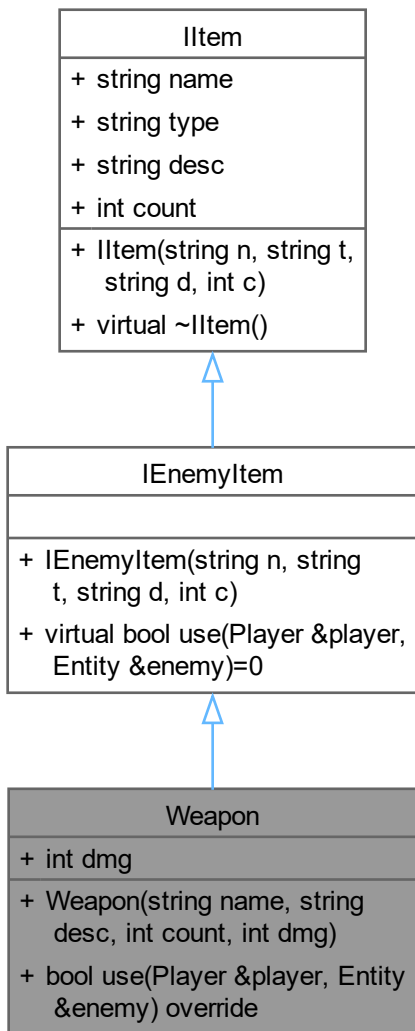 IItem
+ string name
+ string type
+ string desc
+ int count
+ IItem(string n, string t,
string d, int c)
+ virtual ~IItem()
IEnemyItem
+ IEnemyItem(string n, string
t, string d, int c)
+ virtual bool use(Player &player,
Entity &enemy)=0
Weapon
+ int dmg
+ Weapon(string name, string
desc, int count, int dmg)
+ bool use(Player &player, Entity
&enemy) override